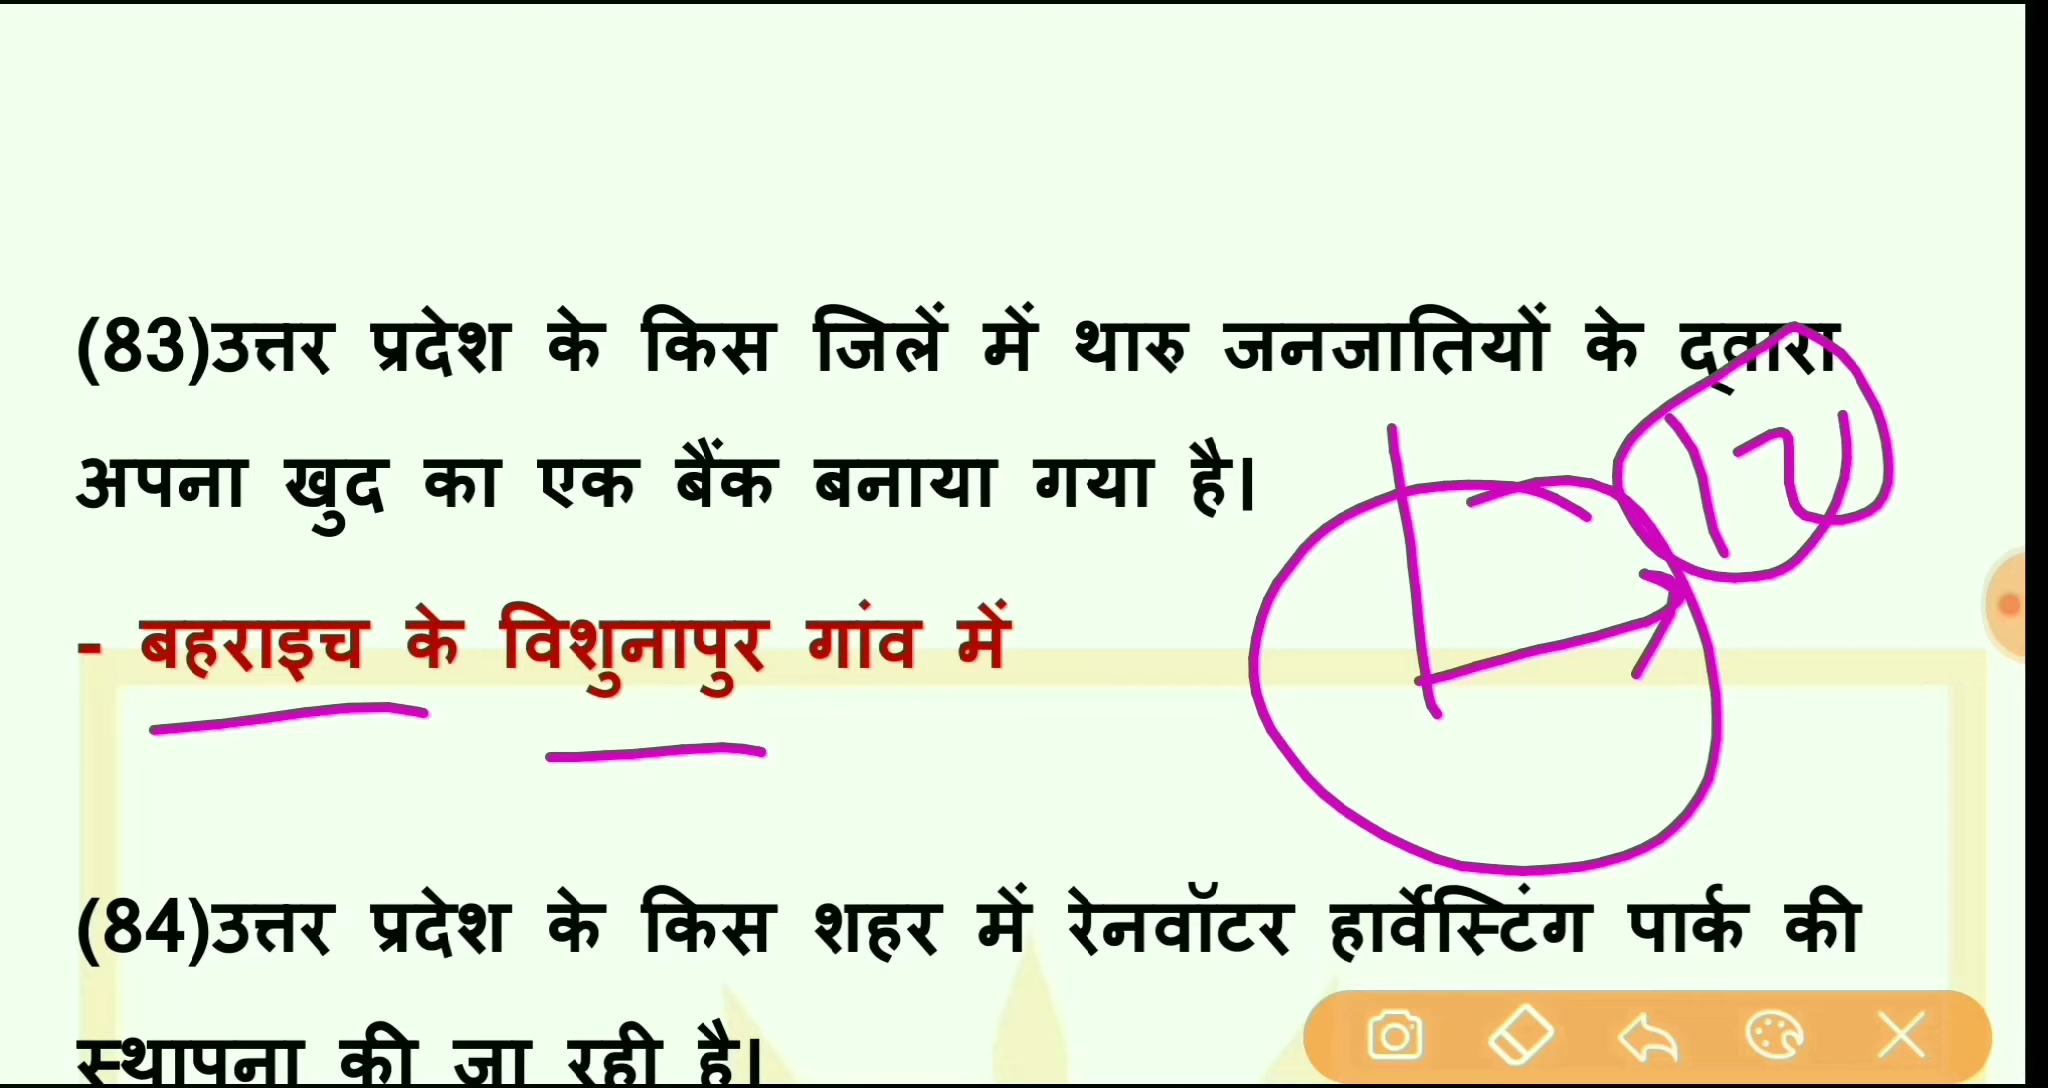 (83)उत्तर प्रदेश के किस जिलें में थारु जनजातियों के द्वारा
अपना खुद का एक बैंक बनाया गया है।
- बहराइच के विशुनापुर गांव में
(84)उत्तर प्रदेश के किस शहर में रेनवॉटर हार्वेस्टिंग पार्क की
स्थापना की जा रही है।